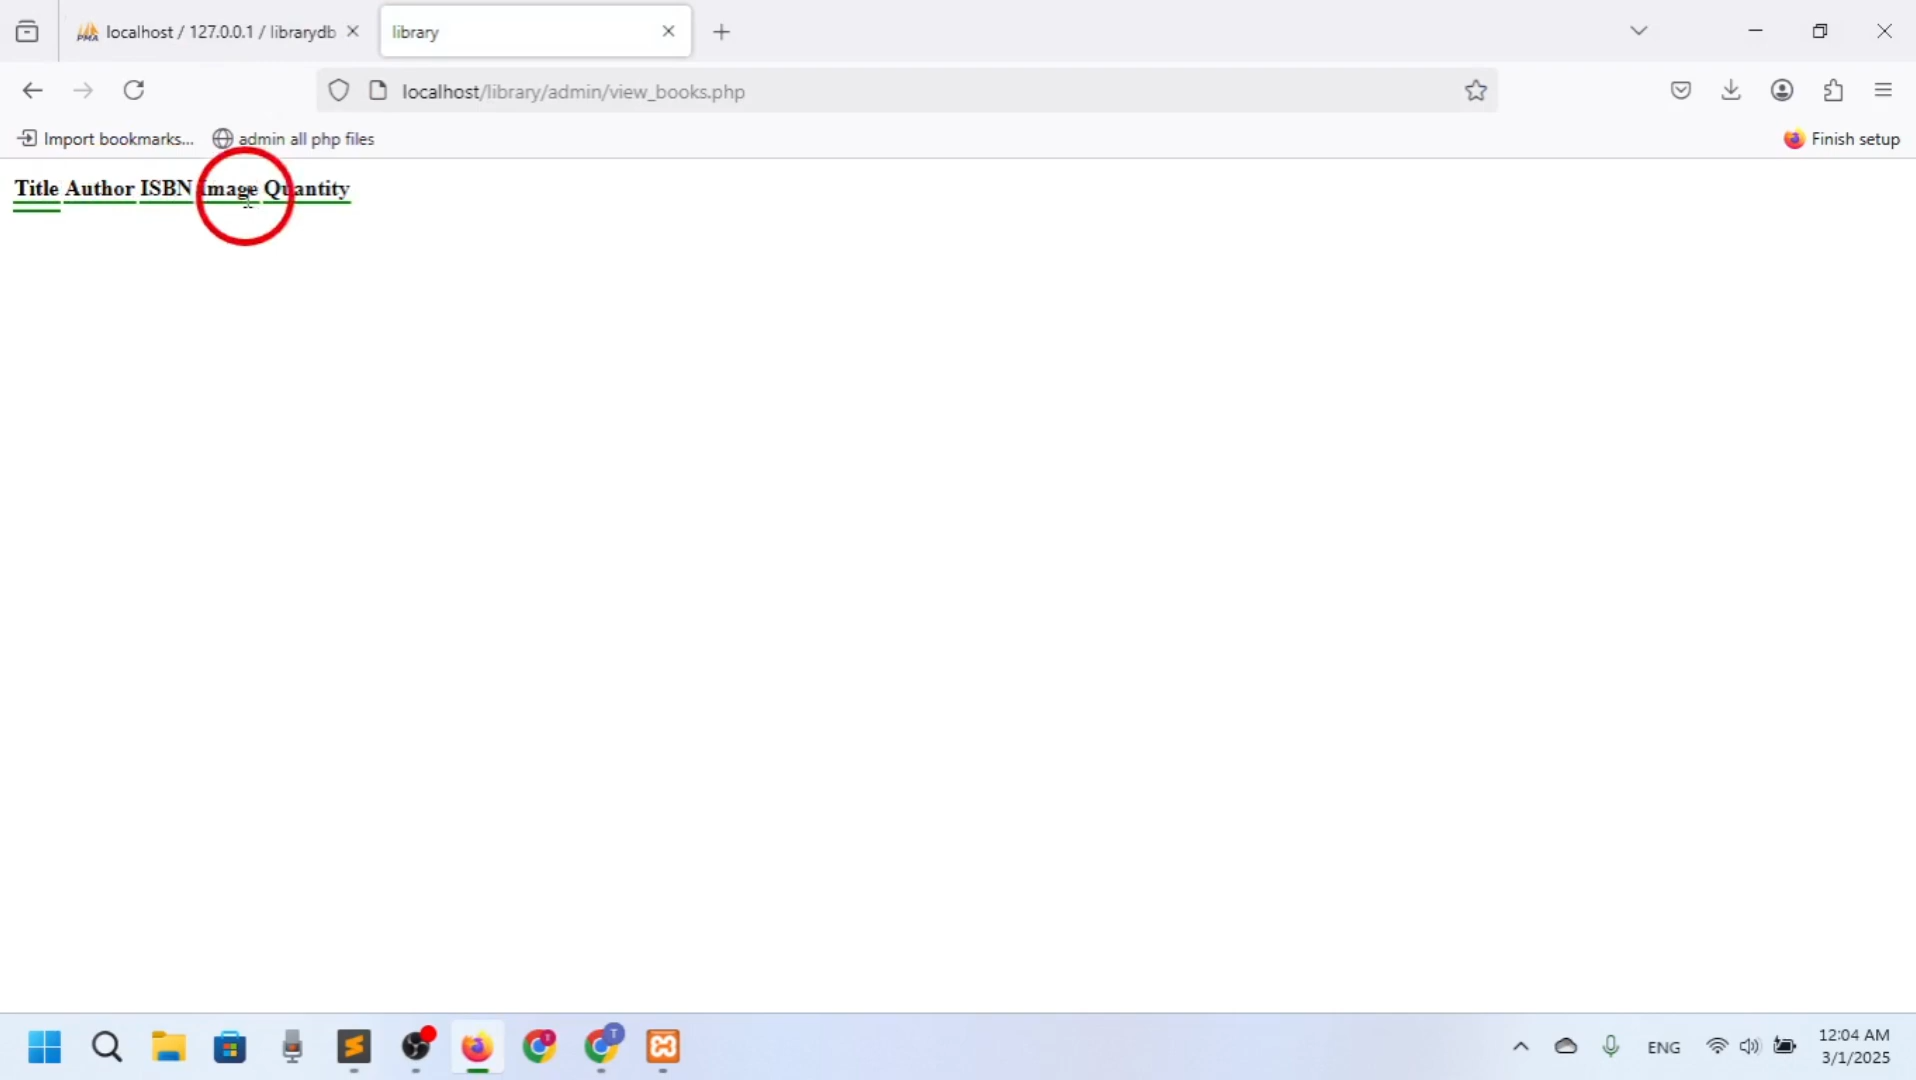 localhost / 127.0.0.1 / librarydb
library
localhost/library/admin/view_books.php
Import bookmarks...
admin all php files
Finish setup
Title Author ISBN Image Quantity
ENG
12:04 AM
3/1/2025